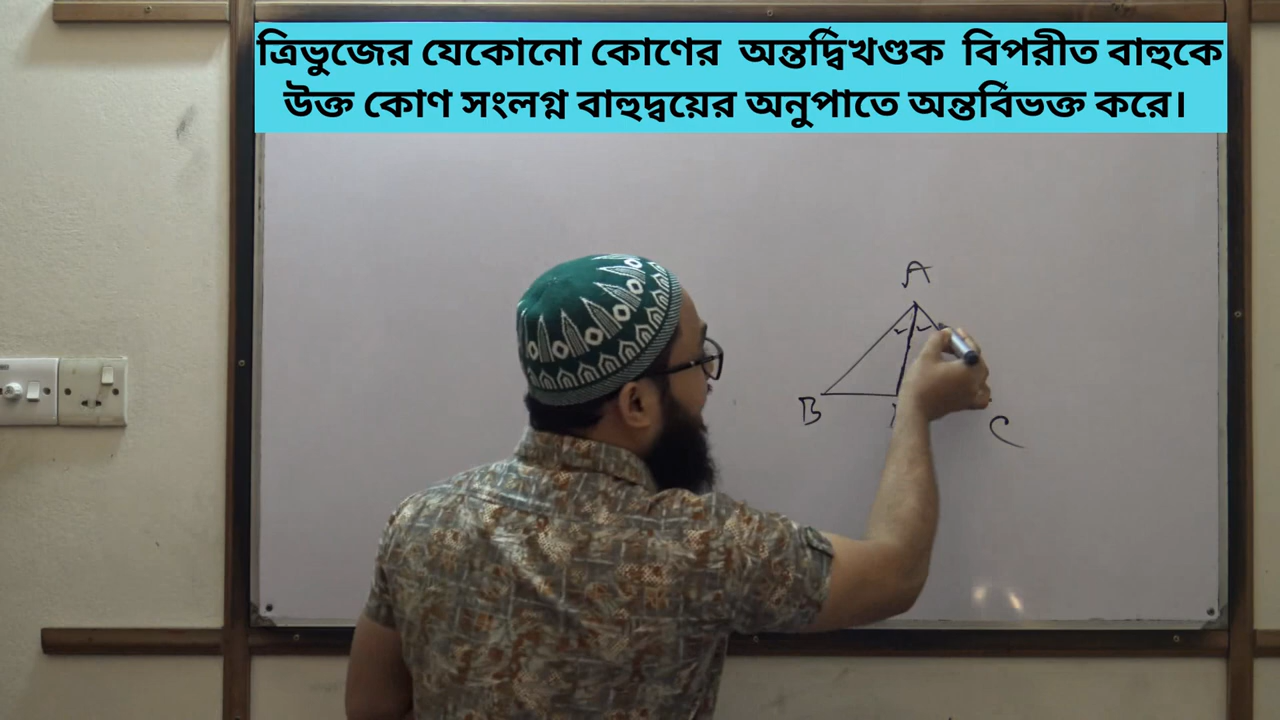 ত্রিভুজের যেকোনো কোণের অন্তর্দ্বিখণ্ডক বিপরীত বাহুকে
উক্ত কোণ সংলগ্ন বাহুদ্বয়ের অনুপাতে অন্তর্বিভক্ত করে।
A
B
C